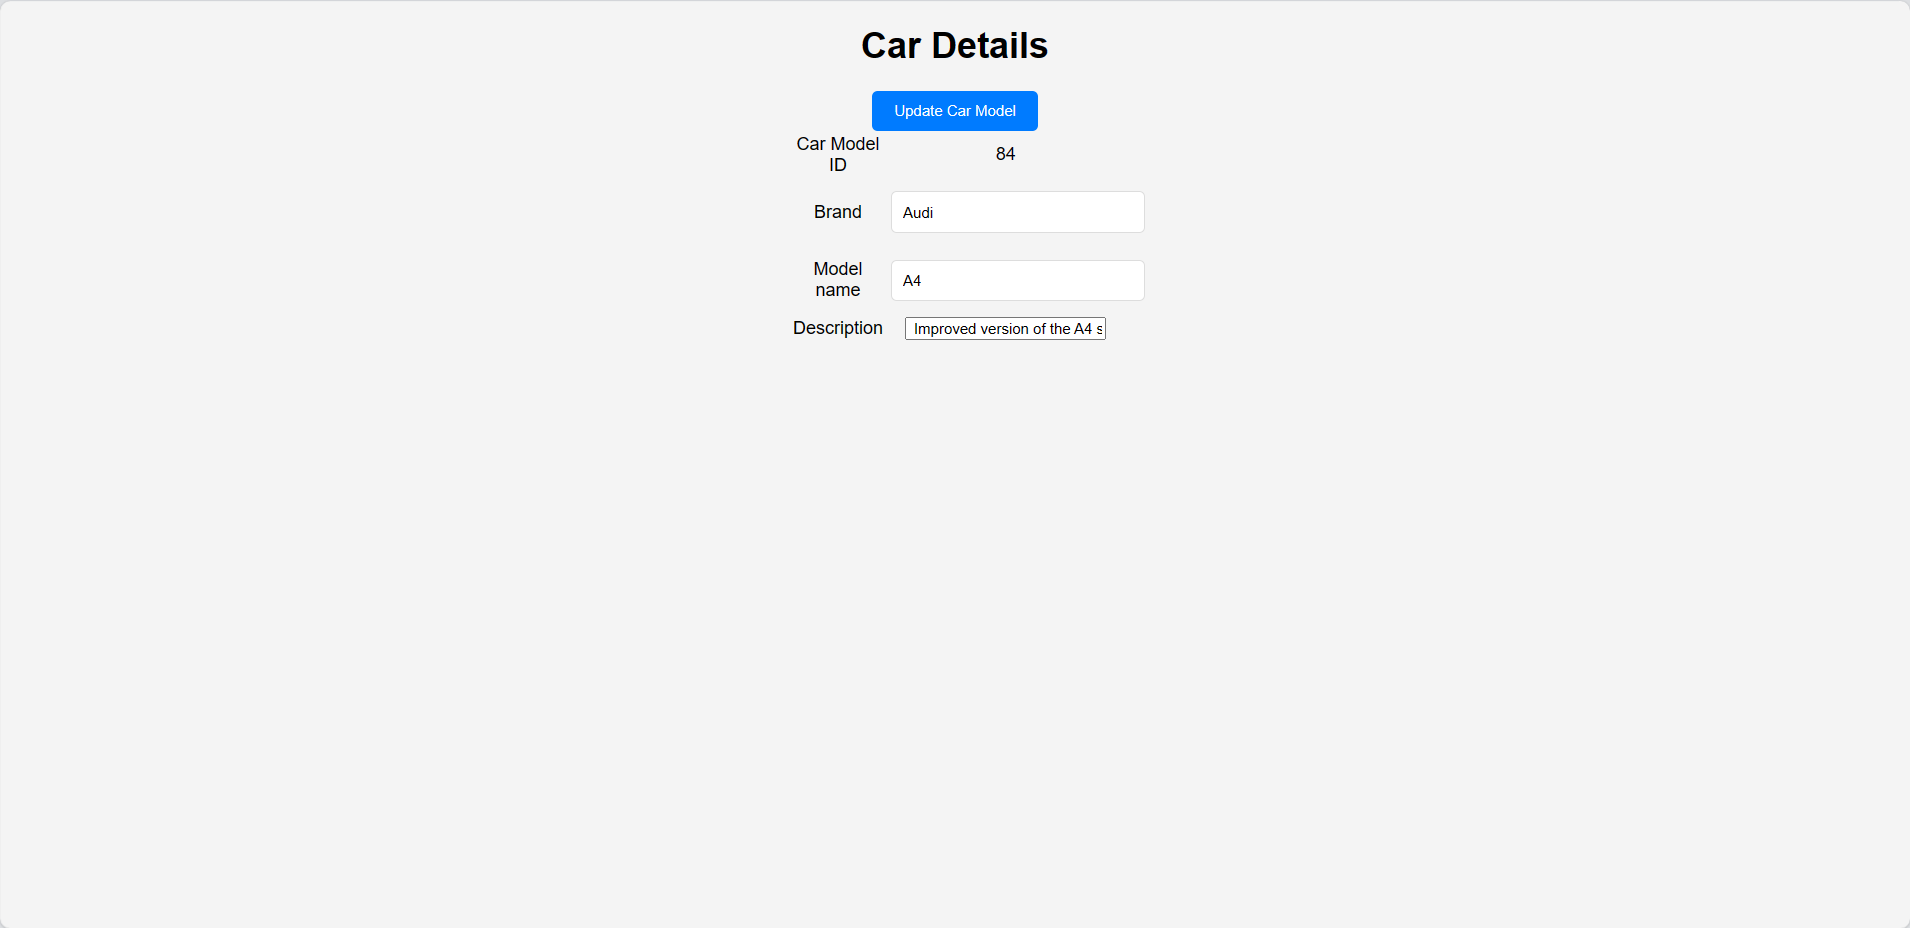 Car Details
Update Car Model
Car Model
ID
84
Brand
Audi
Model
name
A4
Description
Improved version of the A4 s